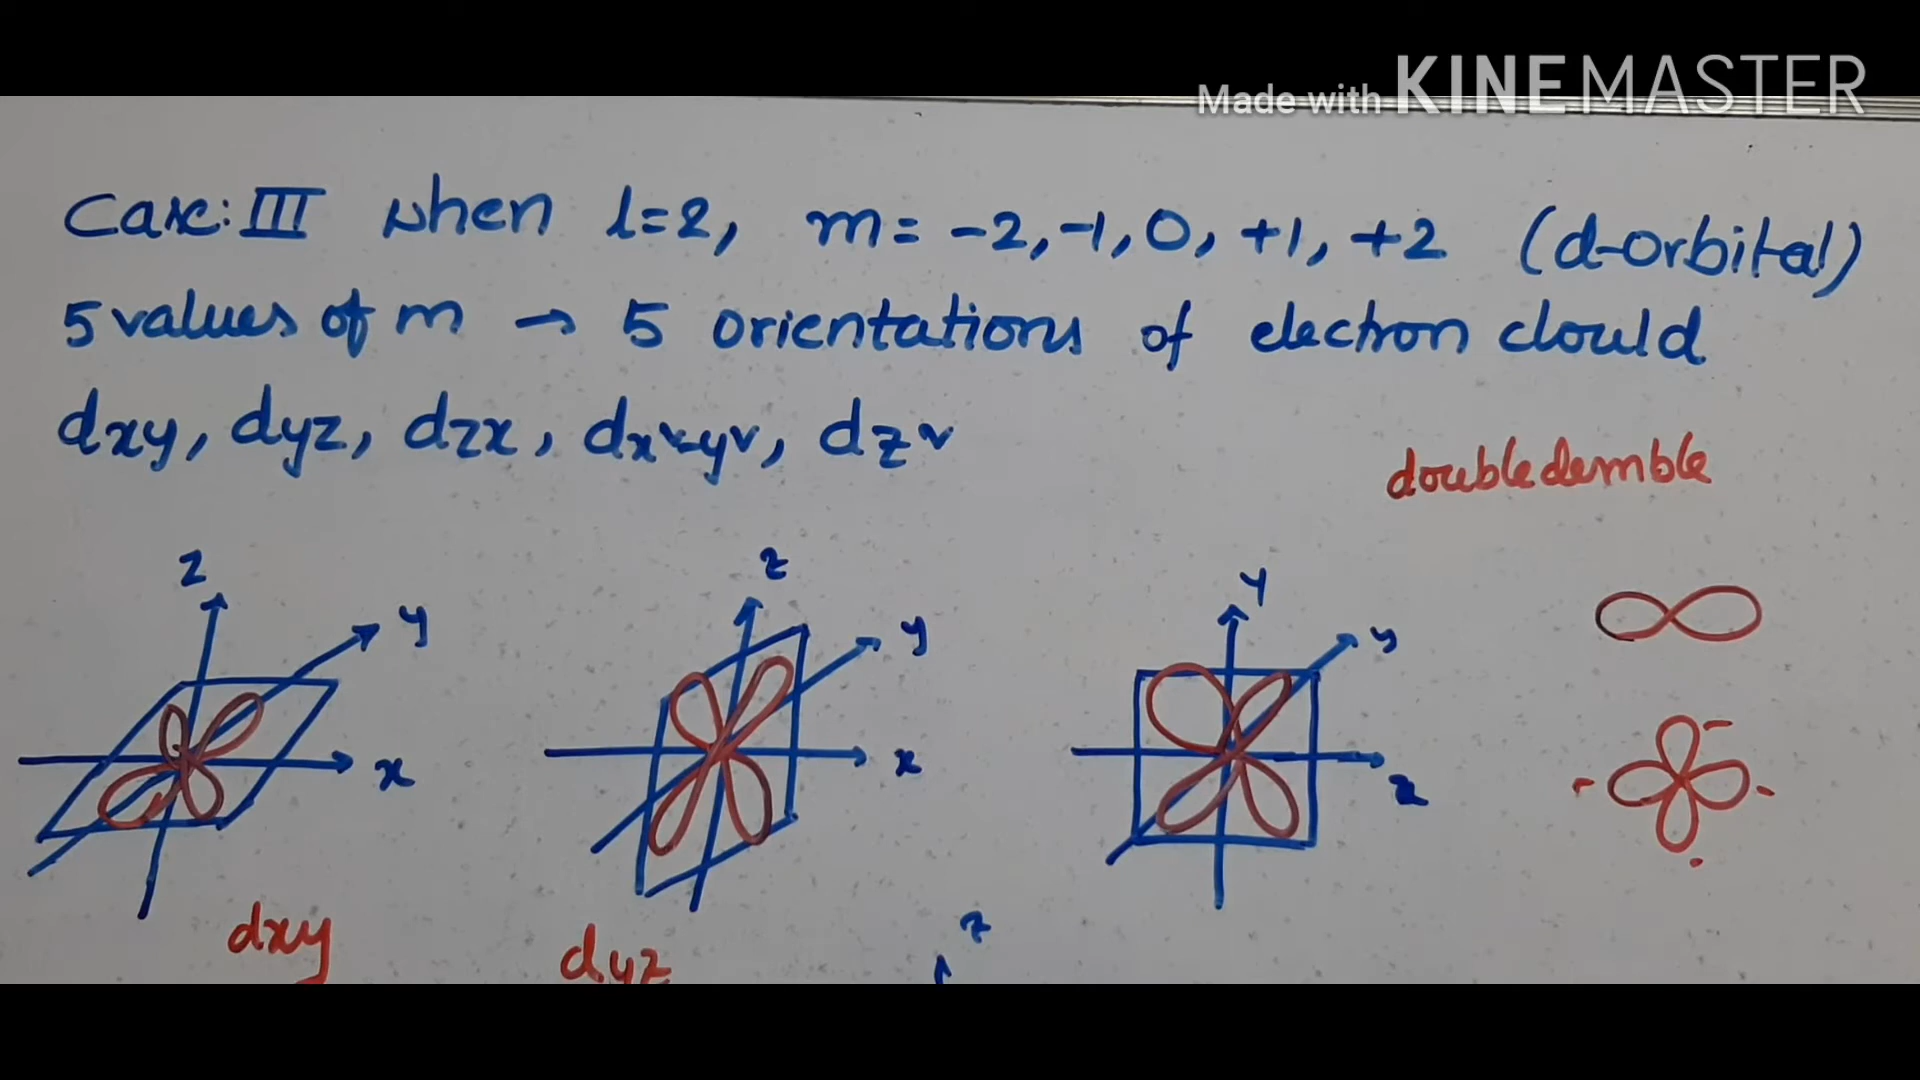 Made with KINEMASTER
Case: III when l=2, m= -2, -1, 0, +1, +2 (d-orbital)
5 values of m → 5 orientations of electron clould
dxy, dyz, dzx, dx²-y², dz²
doubledemble
z y x
z y x
y y z
dxy dyz z